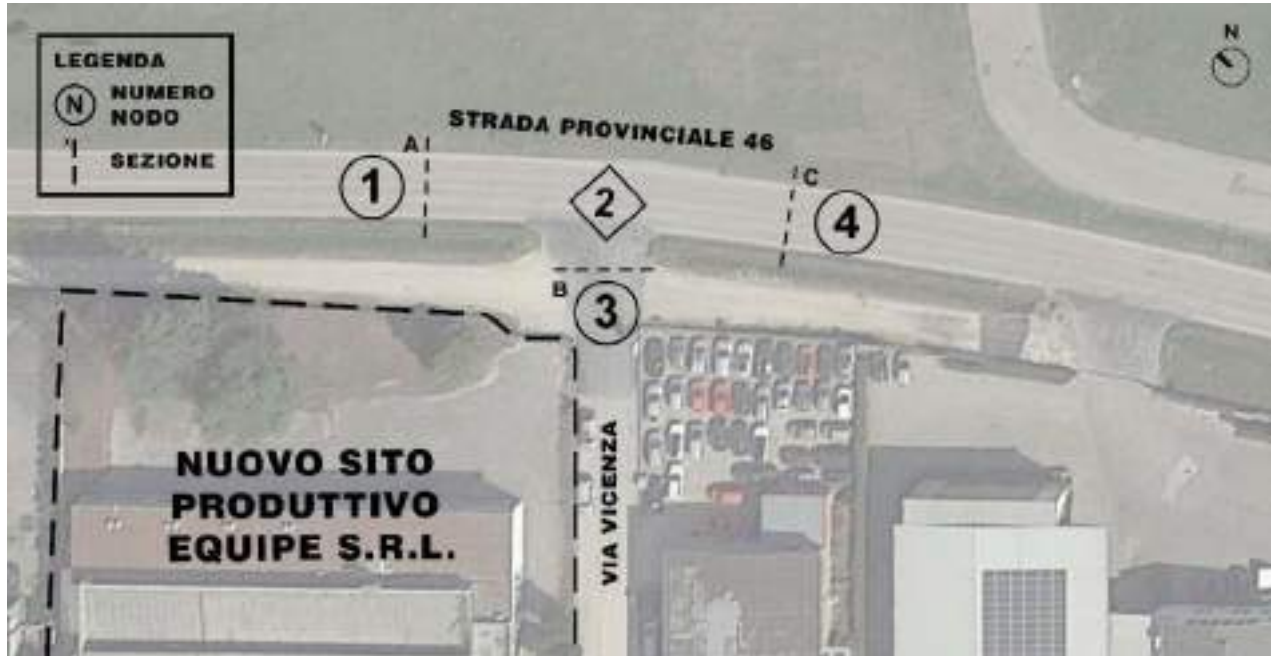 LEGENDA
N NUMERO
NODO
SEZIONE
N
STRADA PROVINCIALE 46
A
1
2
C
4
B
3
NUOVO SITO
PRODUTTIVO
EQUIPE S.R.L.
VIA VICENZA